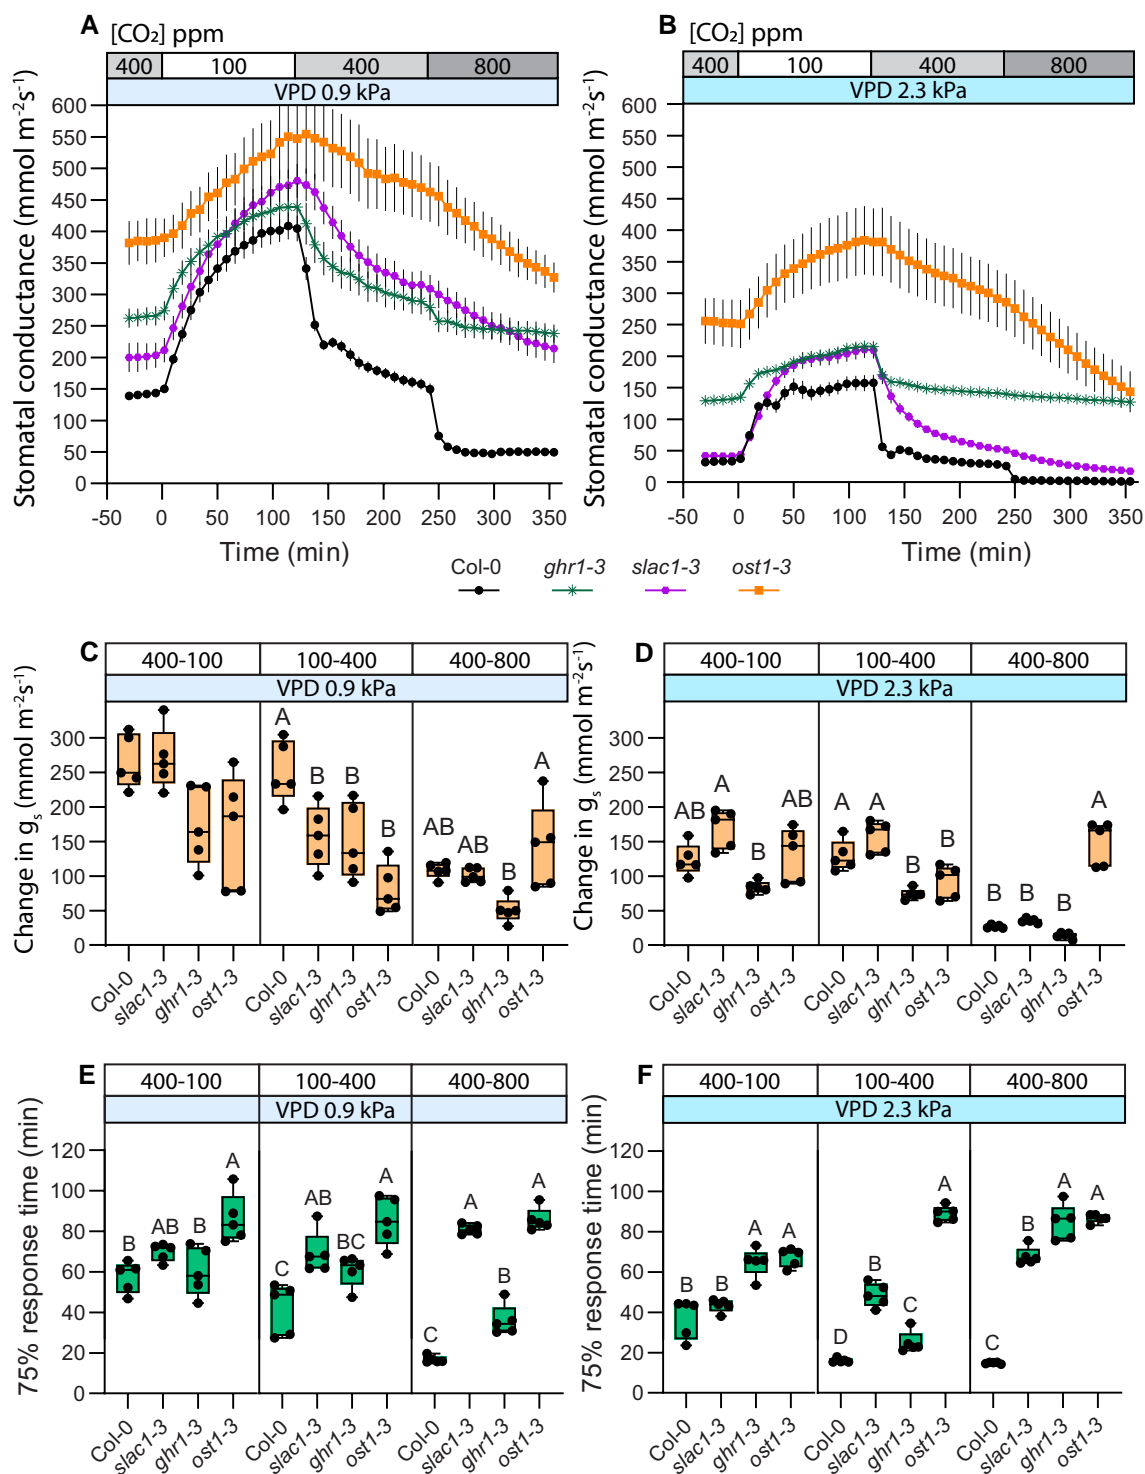 A
[CO₂] ppm
400 100 400 800
VPD 0.9 kPa
Stomatal conductance (mmol m⁻²s⁻¹)
600
550
500
450
400
350
300
250
200
150
100
50
0
-50 0 50 100 150 200 250 300 350
Time (min)
B
[CO₂] ppm
400 100 400 800
VPD 2.3 kPa
Stomatal conductance (mmol m⁻²s⁻¹)
600
550
500
450
400
350
300
250
200
150
100
50
0
-50 0 50 100 150 200 250 300 350
Time (min)
Col-0 ghr1-3 slac1-3 ost1-3
C
400-100 100-400 400-800
VPD 0.9 kPa
Change in gₛ (mmol m⁻²s⁻¹)
300
250
200
150
100
50
0
A B B B AB AB B A
Col-0 slac1-3 ghr1-3 ost1-3 Col-0 slac1-3 ghr1-3 ost1-3 Col-0 slac1-3 ghr1-3 ost1-3
D
400-100 100-400 400-800
VPD 2.3 kPa
Change in gₛ (mmol m⁻²s⁻¹)
300
250
200
150
100
50
0
AB A B AB A A B B B B B A
Col-0 slac1-3 ghr1-3 ost1-3 Col-0 slac1-3 ghr1-3 ost1-3 Col-0 slac1-3 ghr1-3 ost1-3
E
400-100 100-400 400-800
VPD 0.9 kPa
75% response time (min)
120
100
80
60
40
20
0
B AB B A C AB BC A C A B A
Col-0 slac1-3 ghr1-3 ost1-3 Col-0 slac1-3 ghr1-3 ost1-3 Col-0 slac1-3 ghr1-3 ost1-3
F
400-100 100-400 400-800
VPD 2.3 kPa
75% response time (min)
120
100
80
60
40
20
0
B B A A D B C A C B A A
Col-0 slac1-3 ghr1-3 ost1-3 Col-0 slac1-3 ghr1-3 ost1-3 Col-0 slac1-3 ghr1-3 ost1-3